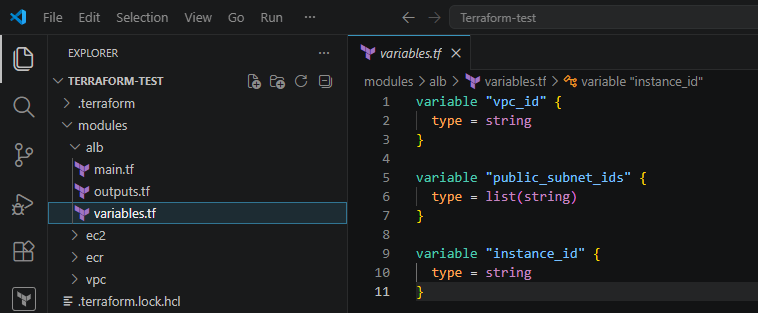 File Edit Selection View Go Run ··· Terraform-test
EXPLORER ···
TERRAFORM-TEST
.terraform
modules
alb
main.tf
outputs.tf
variables.tf
ec2
ecr
vpc
.terraform.lock.hcl
variables.tf
modules > alb > variables.tf > variable "instance_id"
1 variable "vpc_id" {
2 type = string
3 }
4
5 variable "public_subnet_ids" {
6 type = list(string)
7 }
8
9 variable "instance_id" {
10 type = string
11 }